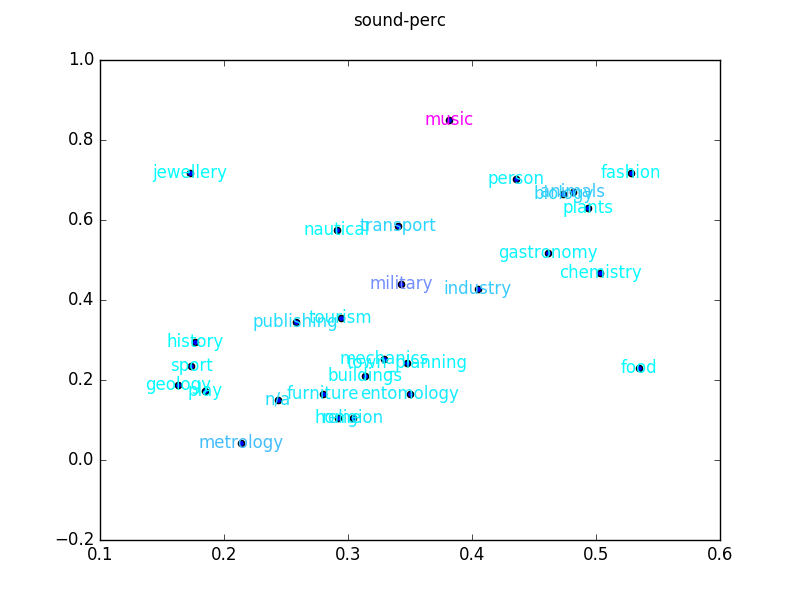 sound-perc
1.0
music
0.8
jewellery
fashion
person
animals
biology
plants
0.6
transport
nautical
gastronomy
chemistry
military
industry
0.4
publishing
tourism
history
mechanics
town planning
sport
food
buildings
0.2
geology
play
furniture
entomology
n/a
religion
metrology
0.0
−0.2
0.1 0.2 0.3 0.4 0.5 0.6